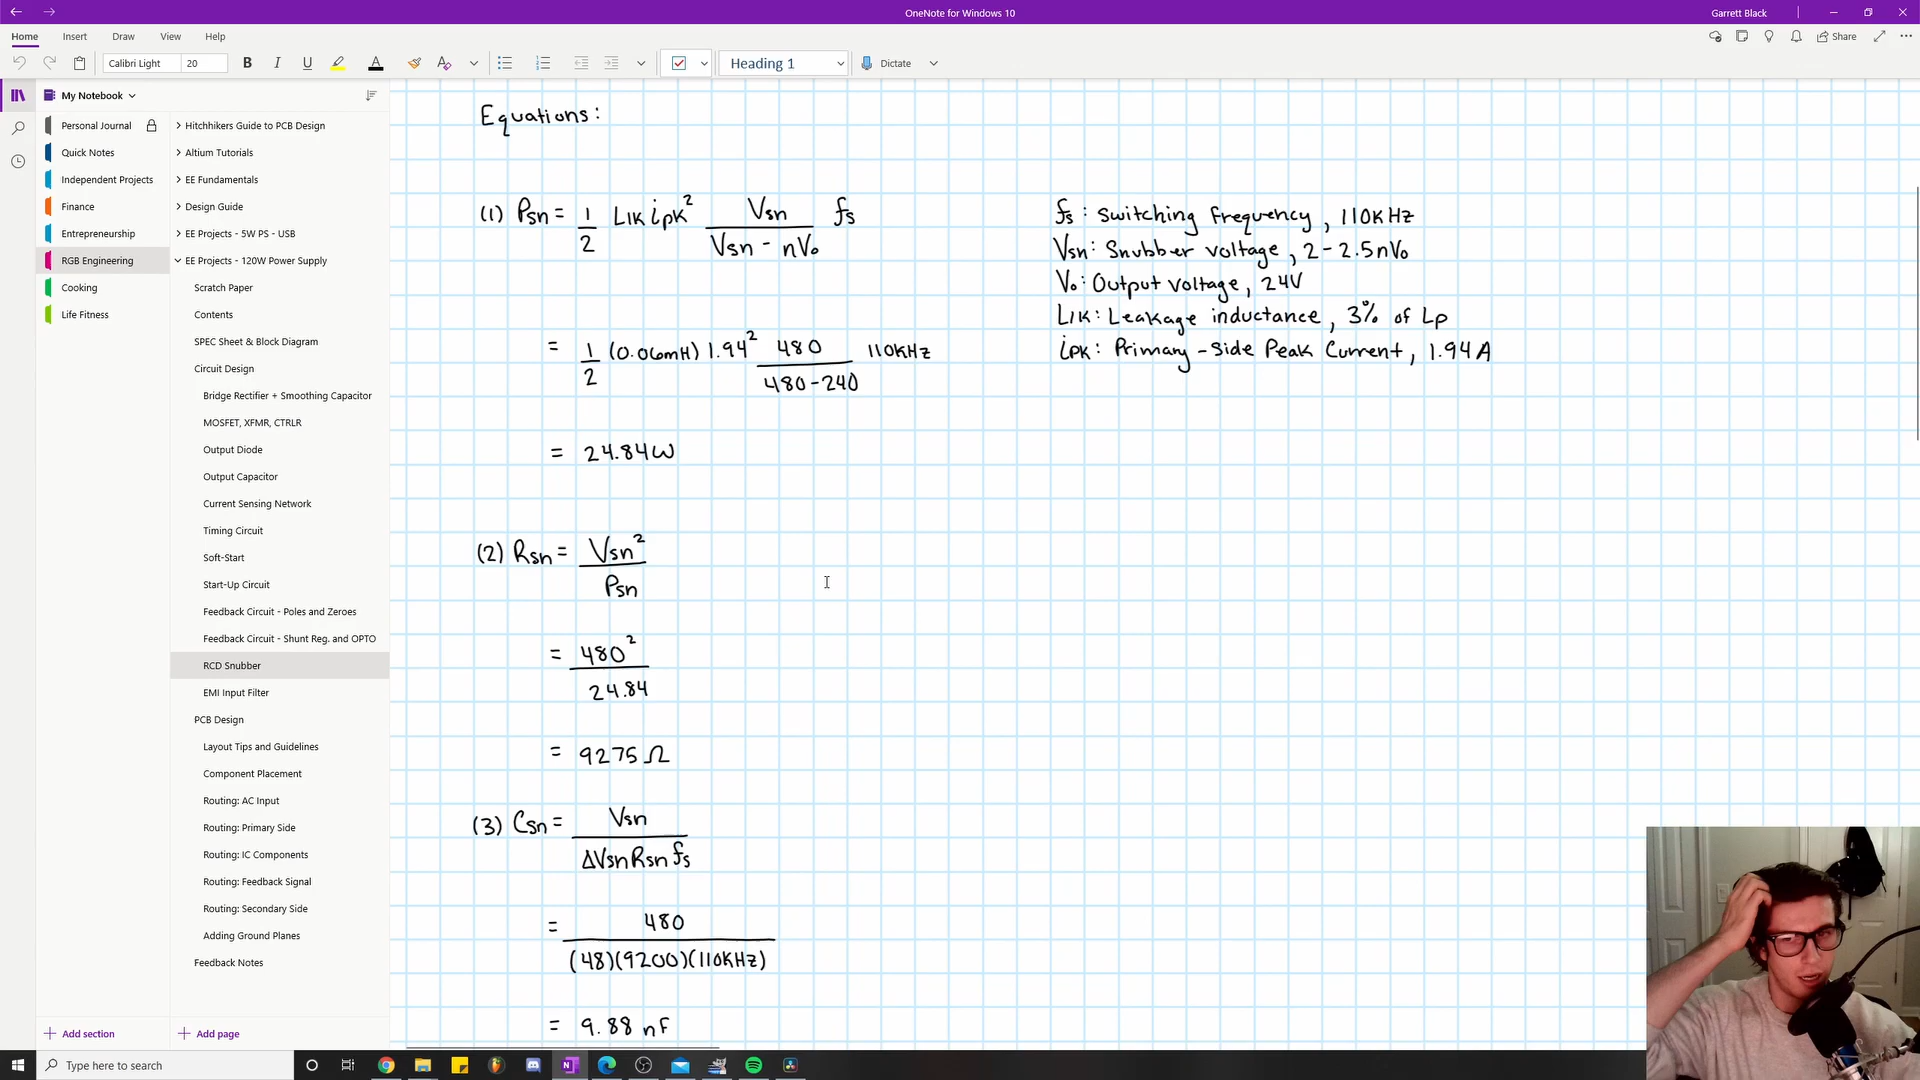 OneNote for Windows 10
Garrett Black
Home Insert Draw View Help
Share
Calibri Light 20 B I U A Heading 1 Dictate
My Notebook
Personal Journal
Quick Notes
Independent Projects
Finance
Entrepreneurship
RGB Engineering
Cooking
Life Fitness
Hitchhikers Guide to PCB Design
Altium Tutorials
EE Fundamentals
Design Guide
EE Projects - 5W PS - USB
EE Projects - 120W Power Supply
Scratch Paper
Contents
SPEC Sheet & Block Diagram
Circuit Design
Bridge Rectifier + Smoothing Capacitor
MOSFET, XFMR, CTRLR
Output Diode
Output Capacitor
Current Sensing Network
Timing Circuit
Soft-Start
Start-Up Circuit
Feedback Circuit - Poles and Zeroes
Feedback Circuit - Shunt Reg. and OPTO
RCD Snubber
EMI Input Filter
PCB Design
Layout Tips and Guidelines
Component Placement
Routing: AC Input
Routing: Primary Side
Routing: IC Components
Routing: Feedback Signal
Routing: Secondary Side
Adding Ground Planes
Feedback Notes
Add section
Add page
Equations:
(1) Psn = 1/2 Llk ipk² Vsn/(Vsn - nVo) fs
= 1/2 (0.06mH) 1.94² 480/(480-240) 110KHz
= 24.84W
(2) Rsn = Vsn²/Psn
= 480²/24.84
= 9275Ω
(3) Csn = Vsn/(ΔVsn Rsn fs)
= 480/((48)(9200)(110KHz))
= 9.88 nF
fs: Switching Frequency, 110KHz
Vsn: Snubber voltage, 2-2.5nVo
Vo: Output voltage, 24V
Llk: Leakage inductance, 3% of Lp
ipk: Primary-Side Peak Current, 1.94A
Type here to search